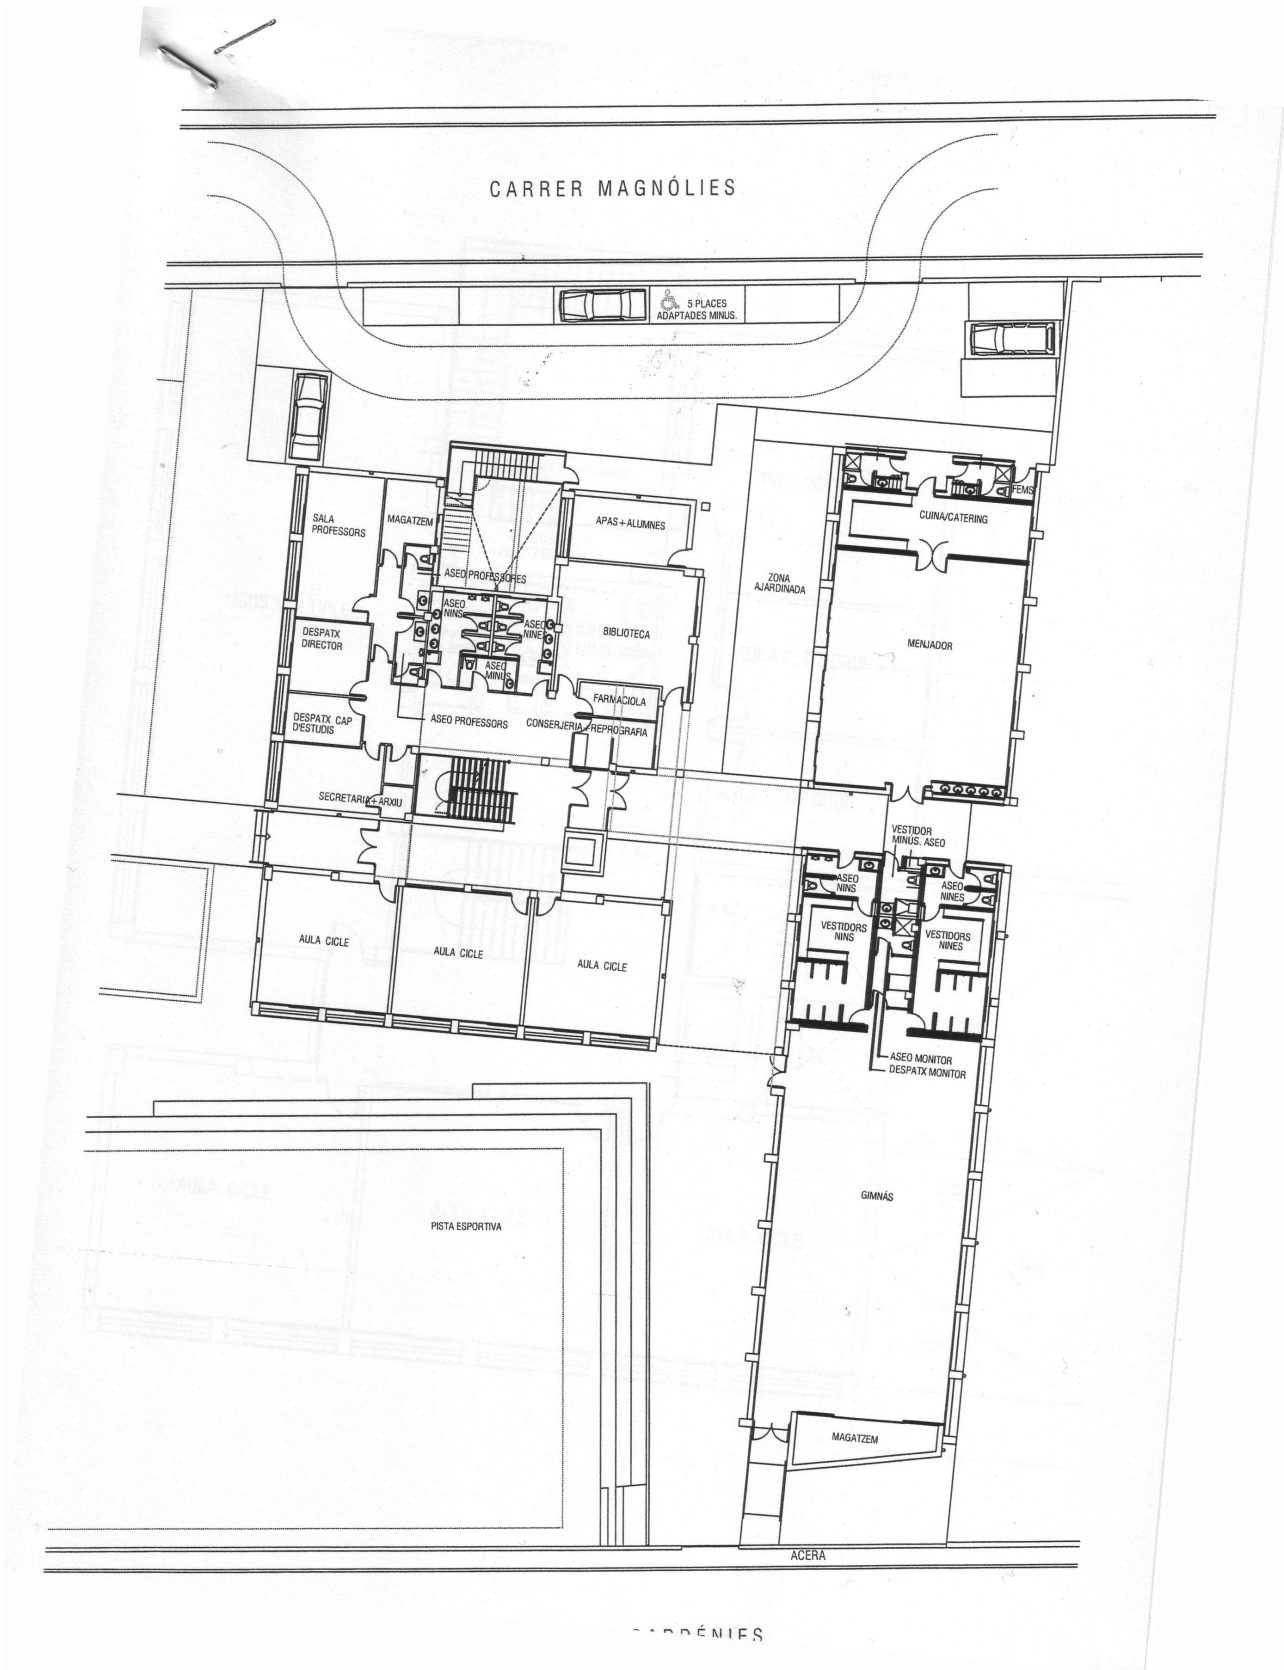 CARRER MAGNÓLIES
5 PLACES
ADAPTADES MINUS.
FEMS
CUINA/CATERING
SALA
PROFESSORS
MAGATZEM
APAS+ALUMNES
ASEO PROFESSORES
ZONA
AJARDINADA
ASEO
NINS
ASEO
NINES
BIBLIOTECA
MENJADOR
DESPATX
DIRECTOR
ASEO
MINUS.
FARMACIOLA
DESPATX CAP
D'ESTUDIS
ASEO PROFESSORS
CONSERJERIA+REPROGRAFIA
SECRETARIA+ARXIU
VESTIDOR
MINÚS. ASEO
ASEO
NINS
ASEO
NINES
VESTIDORS
NINS
VESTIDORS
NINES
AULA CICLE
AULA CICLE
AULA CICLE
ASEO MONITOR
DESPATX MONITOR
GIMNÁS
PISTA ESPORTIVA
MAGATZEM
ACERA